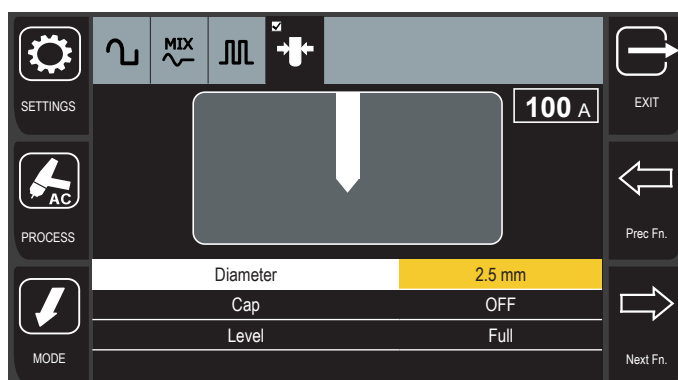 SETTINGS
MIX
100 A
EXIT
AC
PROCESS
Prec Fn.
Diameter 2.5 mm
Cap OFF
Level Full
MODE
Next Fn.